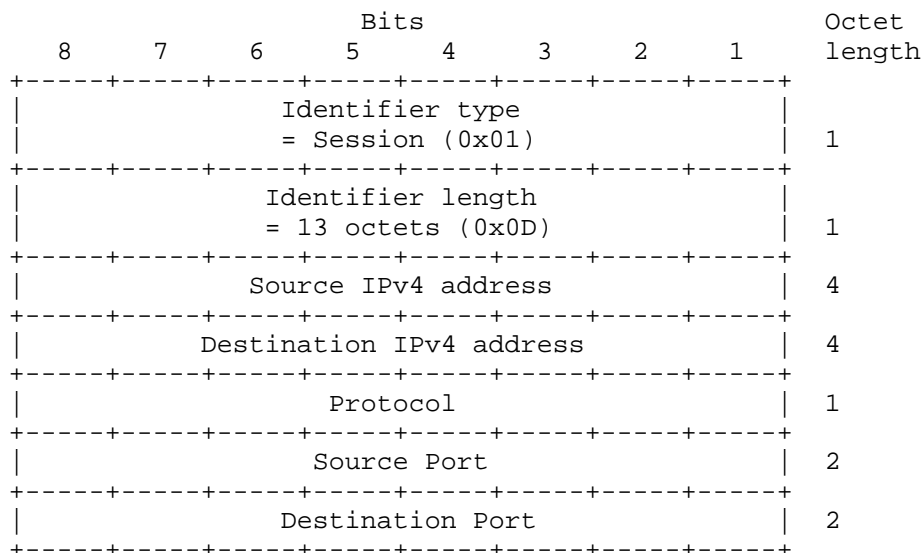 Bits                        Octet
   8     7     6     5     4     3     2     1    length
+-----+-----+-----+-----+-----+-----+-----+-----+
|                Identifier type                |
|                = Session (0x01)               |  1
+-----+-----+-----+-----+-----+-----+-----+-----+
|               Identifier length               |
|               = 13 octets (0x0D)              |  1
+-----+-----+-----+-----+-----+-----+-----+-----+
|              Source IPv4 address              |  4
+-----+-----+-----+-----+-----+-----+-----+-----+
|           Destination IPv4 address            |  4
+-----+-----+-----+-----+-----+-----+-----+-----+
|                   Protocol                    |  1
+-----+-----+-----+-----+-----+-----+-----+-----+
|                  Source Port                  |  2
+-----+-----+-----+-----+-----+-----+-----+-----+
|                Destination Port               |  2
+-----+-----+-----+-----+-----+-----+-----+-----+